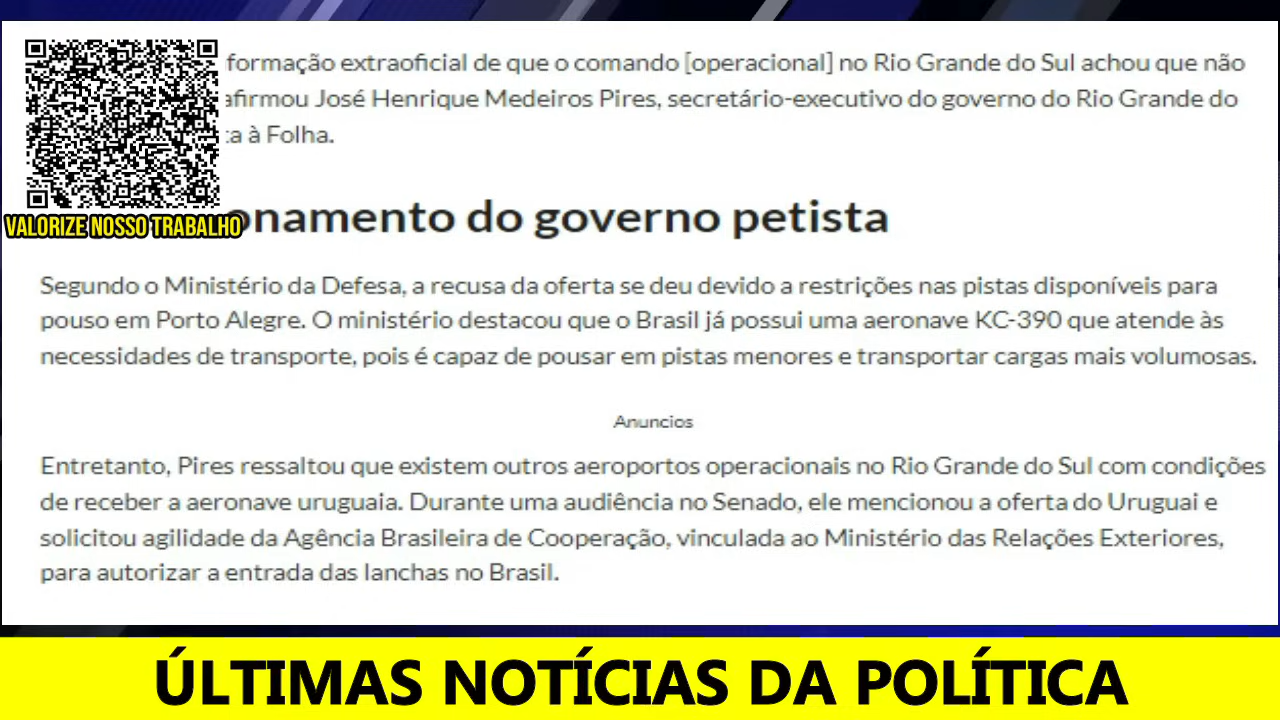 formação extraoficial de que o comando [operacional] no Rio Grande do Sul achou que não
afirmou José Henrique Medeiros Pires, secretário-executivo do governo do Rio Grande do
ta à Folha.
VALORIZE NOSSO TRABALHO
onamento do governo petista
Segundo o Ministério da Defesa, a recusa da oferta se deu devido a restrições nas pistas disponíveis para
pouso em Porto Alegre. O ministério destacou que o Brasil já possui uma aeronave KC-390 que atende às
necessidades de transporte, pois é capaz de pousar em pistas menores e transportar cargas mais volumosas.
Anuncios
Entretanto, Pires ressaltou que existem outros aeroportos operacionais no Rio Grande do Sul com condições
de receber a aeronave uruguaia. Durante uma audiência no Senado, ele mencionou a oferta do Uruguai e
solicitou agilidade da Agência Brasileira de Cooperação, vinculada ao Ministério das Relações Exteriores,
para autorizar a entrada das lanchas no Brasil.
ÚLTIMAS NOTÍCIAS DA POLÍTICA